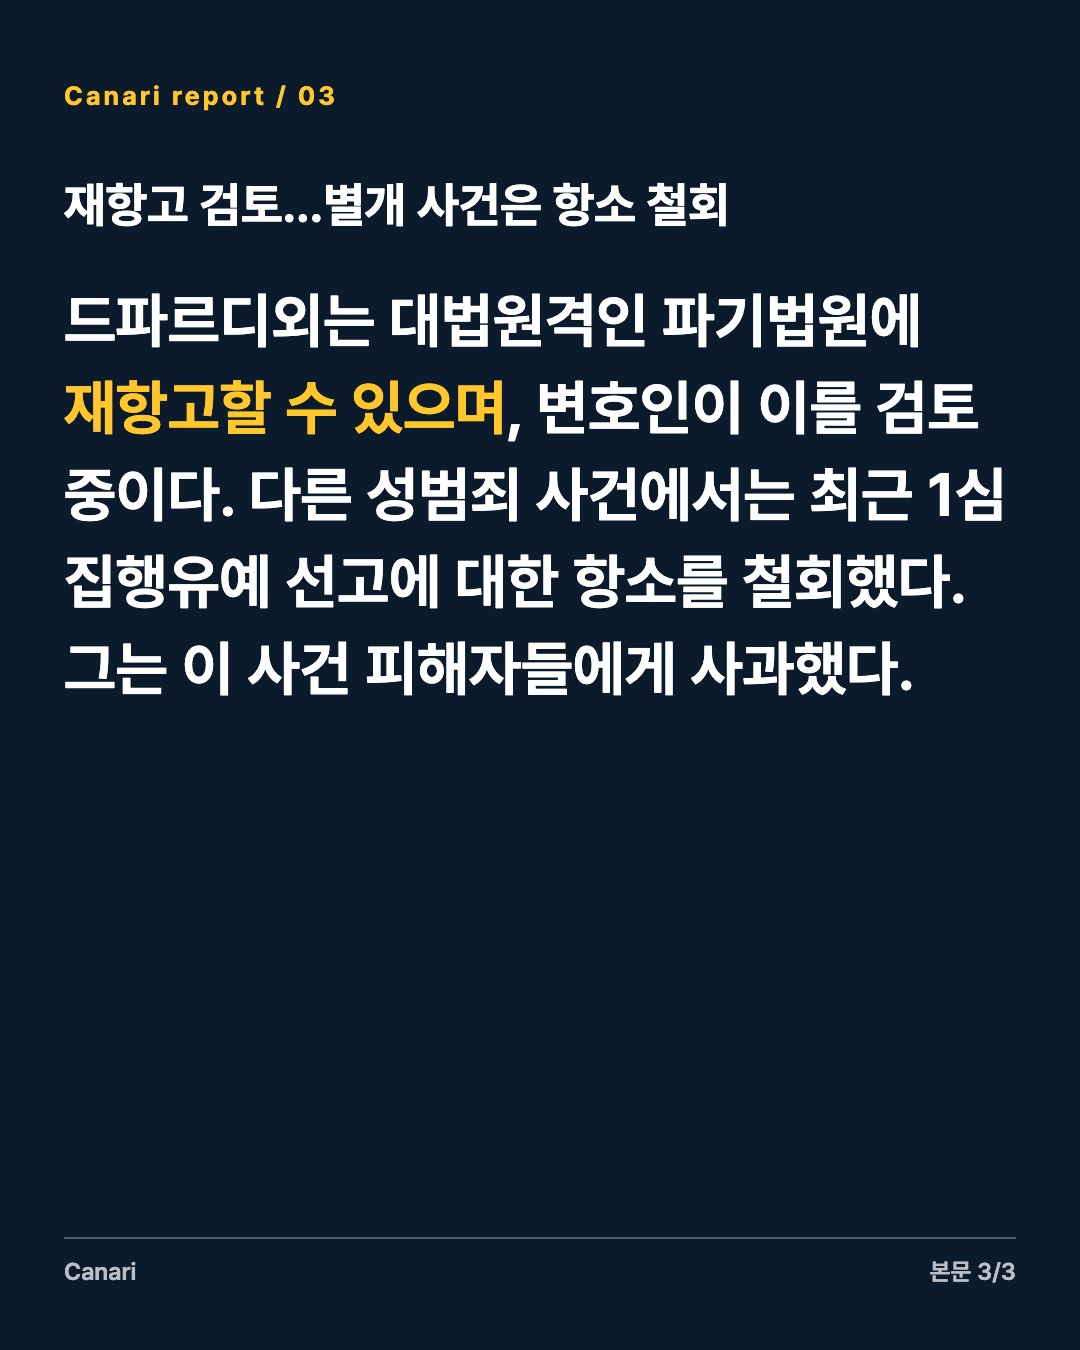 Canari report / 03
재항고 검토...별개 사건은 항소 철회
드파르디외는 대법원격인 파기법원에
재항고할 수 있으며, 변호인이 이를 검토
중이다. 다른 성범죄 사건에서는 최근 1심
집행유예 선고에 대한 항소를 철회했다.
그는 이 사건 피해자들에게 사과했다.
Canari
본문 3/3